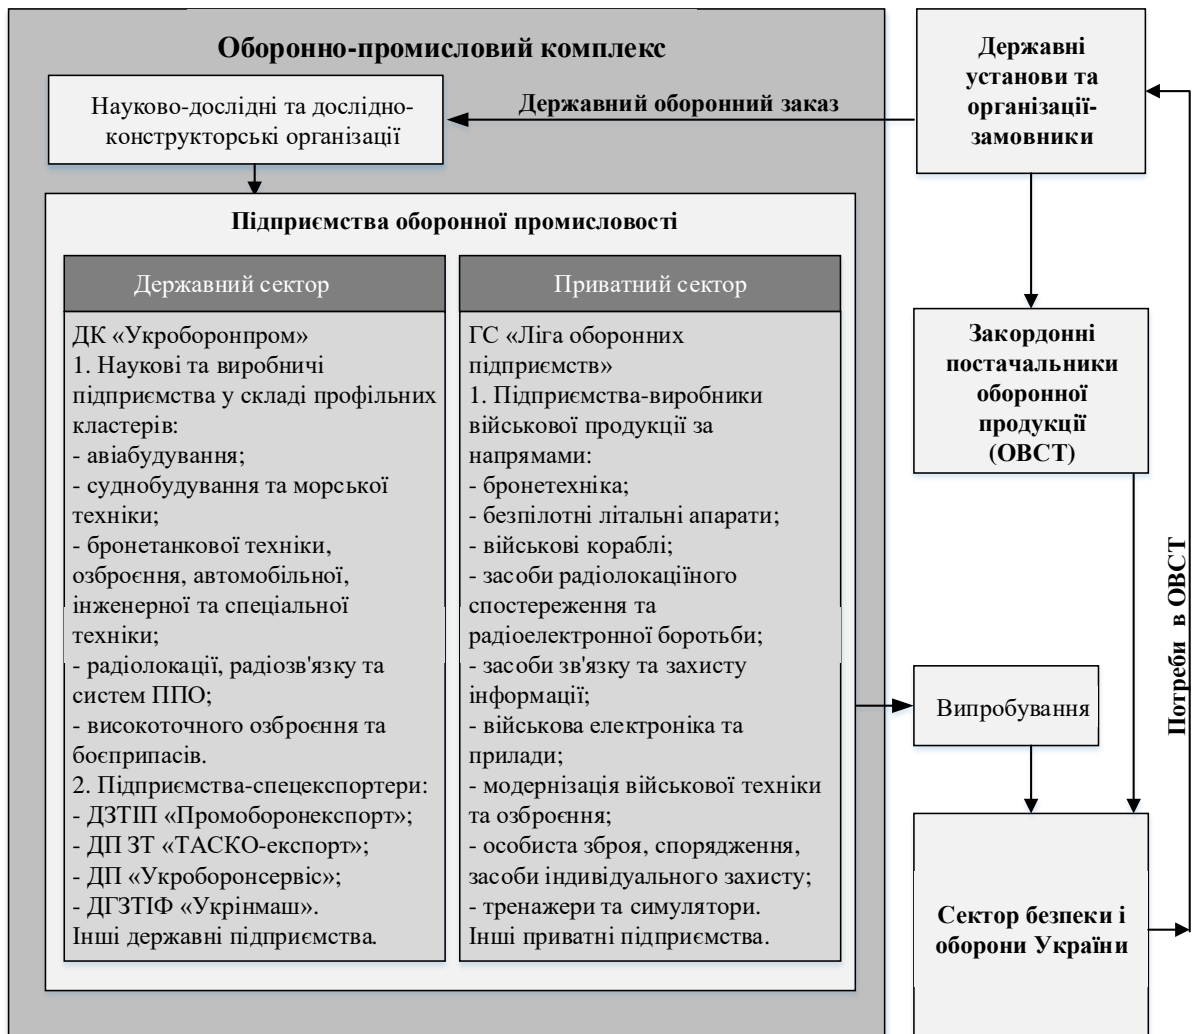 Оборонно-промисловий комплекс
Науково-дослідні та дослідно-
конструкторські організації
Державний оборонний заказ
Державні
установи та
організації-
замовники
Підприємства оборонної промисловості
Державний сектор
ДК «Укроборонпром»
1. Наукові та виробничі
підприємства у складі профільних
кластерів:
- авіабудування;
- суднобудування та морської
техніки;
- бронетанкової техніки,
озброєння, автомобільної,
інженерної та спеціальної
техніки;
- радіолокації, радіозв'язку та
систем ППО;
- високоточного озброєння та
боєприпасів.
2. Підприємства-спецекспортери:
- ДЗТІП «Промоборонекспорт»;
- ДП ЗТ «ТАСКО-експорт»;
- ДП «Укроборонсервіс»;
- ДГЗТІФ «Укрінмаш».
Інші державні підприємства.
Приватний сектор
ГС «Ліга оборонних
підприємств»
1. Підприємства-виробники
військової продукції за
напрямами:
- бронетехніка;
- безпілотні літальні апарати;
- військові кораблі;
- засоби радіолокаціїного
спостереження та
радіоелектронної боротьби;
- засоби зв'язку та захисту
інформації;
- військова електроніка та
прилади;
- модернізація військової техніки
та озброєння;
- особиста зброя, спорядження,
засоби індивідуального захисту;
- тренажери та симулятори.
Інші приватні підприємства.
Закордонні
постачальники
оборонної
продукції
(ОВСТ)
Випробування
Сектор безпеки і
оборони України
Потреби в ОВСТ